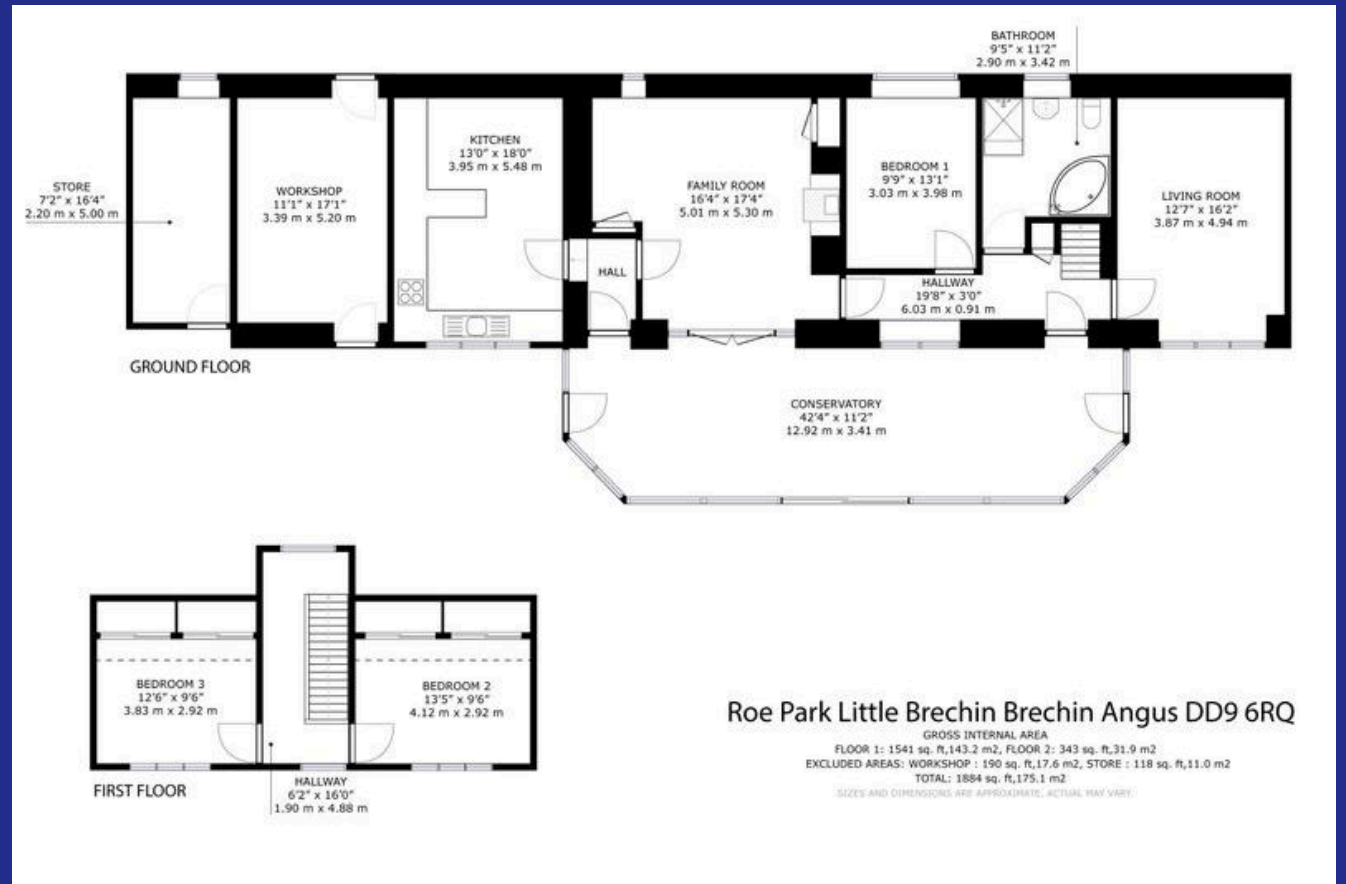 BATHROOM
9'5" x 11'2"
2.90 m x 3.42 m
KITCHEN
13'0" x 18'0"
3.95 m x 5.48 m
STORE
7'2" x 16'4"
2.20 m x 5.00 m
WORKSHOP
11'1" x 17'1"
3.39 m x 5.20 m
FAMILY ROOM
16'4" x 17'4"
5.01 m x 5.30 m
BEDROOM 1
9'9" x 13'1"
3.03 m x 3.98 m
LIVING ROOM
12'7" x 16'2"
3.87 m x 4.94 m
HALL
HALLWAY
19'8" x 3'0"
6.03 m x 0.91 m
GROUND FLOOR
CONSERVATORY
42'4" x 11'2"
12.92 m x 3.41 m
BEDROOM 3
12'6" x 9'6"
3.83 m x 2.92 m
BEDROOM 2
13'5" x 9'6"
4.12 m x 2.92 m
HALLWAY
6'2" x 16'0"
1.90 m x 4.88 m
FIRST FLOOR
Roe Park Little Brechin Brechin Angus DD9 6RQ
GROSS INTERNAL AREA
FLOOR 1: 1541 sq. ft,143.2 m2, FLOOR 2: 343 sq. ft,31.9 m2
EXCLUDED AREAS: WORKSHOP : 190 sq. ft,17.6 m2, STORE : 118 sq. ft,11.0 m2
TOTAL: 1884 sq. ft,175.1 m2
SIZES AND DIMENSIONS ARE APPROXIMATE, ACTUAL MAY VARY.